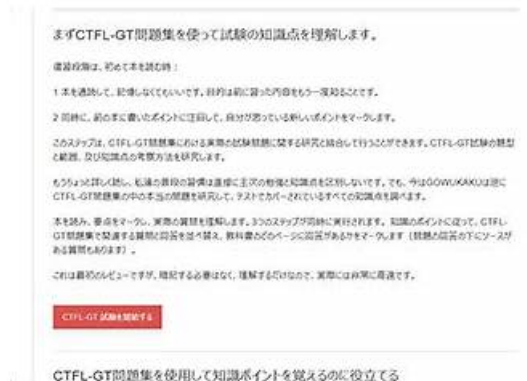 まずCTFL-GT問題集を使って試験の知識点を理解します。
復習段階は、初めて本を読む時：
1 本を通読して、記憶しなくてもいいです。目的は前に習った内容をもう一度知ることです。
2 同時に、前の本に書いたポイントに注目して、自分が思っている新しいポイントをマークします。
このステップは、CTFL-GT問題集における実際の試験問題に関する研究と結合して行うことができます。CTFL-GT試験の題型
と範囲、及び知識点の考察方法を研究します。
もうちょっと詳しく話し、私達の普段の習慣は直接に主次の勉強と知識点を区別しないです。でも、今はGOWUKAKUは逆に
CTFL-GT問題集の中の本当の問題を研究して、テストでカバーされているすべての知識点を調べます。
本を読み、要点をマークし、実際の質問を理解します。3つのステップが同時に実行されます。 知識のポイントに従って、CTFL-
GT問題集で関連する質問と回答を並べ替え、教科書のどのページに回答があるかをマークします（問題の回答の下にソースが
ある質問もあります）。
これは最初のレビューですが、暗記する必要はなく、理解するだけなので、実際には非常に高速です。
CTFL-GT 試験を開始する
CTFL-GT問題集を使用して知識ポイントを覚えるのに役立てる